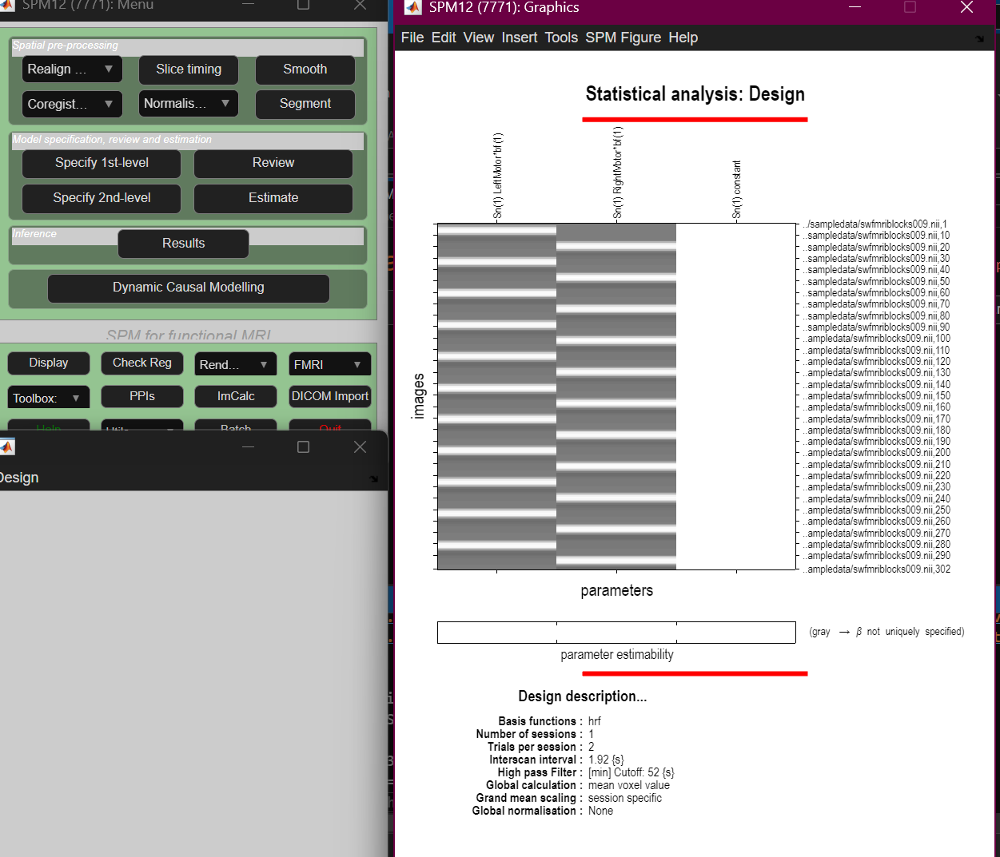 SPM12 (7771): Menu
Spatial pre-processing
Realign ...
Slice timing
Smooth
Coregist...
Normalis...
Segment
Model specification, review and estimation
Specify 1st-level
Review
Specify 2nd-level
Estimate
Inference
Results
Dynamic Causal Modelling
SPM for functional MRI
Display
Check Reg
Rend...
FMRI
Toolbox:
PPIs
ImCalc
DICOM Import
Help
Utils...
Batch
Quit
Design
SPM12 (7771): Graphics
File Edit View Insert Tools SPM Figure Help
Statistical analysis: Design
Sn(1) LeftMotor*bf(1)
Sn(1) RightMotor*bf(1)
Sn(1) constant
images
../sampledata/swfmriblocks009.nii,1
..sampledata/swfmriblocks009.nii,10
..sampledata/swfmriblocks009.nii,20
..sampledata/swfmriblocks009.nii,30
..sampledata/swfmriblocks009.nii,40
..sampledata/swfmriblocks009.nii,50
..sampledata/swfmriblocks009.nii,60
..sampledata/swfmriblocks009.nii,70
..sampledata/swfmriblocks009.nii,80
..sampledata/swfmriblocks009.nii,90
..ampledata/swfmriblocks009.nii,100
..ampledata/swfmriblocks009.nii,110
..ampledata/swfmriblocks009.nii,120
..ampledata/swfmriblocks009.nii,130
..ampledata/swfmriblocks009.nii,140
..ampledata/swfmriblocks009.nii,150
..ampledata/swfmriblocks009.nii,160
..ampledata/swfmriblocks009.nii,170
..ampledata/swfmriblocks009.nii,180
..ampledata/swfmriblocks009.nii,190
..ampledata/swfmriblocks009.nii,200
..ampledata/swfmriblocks009.nii,210
..ampledata/swfmriblocks009.nii,220
..ampledata/swfmriblocks009.nii,230
..ampledata/swfmriblocks009.nii,240
..ampledata/swfmriblocks009.nii,250
..ampledata/swfmriblocks009.nii,260
..ampledata/swfmriblocks009.nii,270
..ampledata/swfmriblocks009.nii,280
..ampledata/swfmriblocks009.nii,290
..ampledata/swfmriblocks009.nii,302
parameters
(gray → β not uniquely specified)
parameter estimability
Design description...
Basis functions : hrf
Number of sessions : 1
Trials per session : 2
Interscan interval : 1.92 {s}
High pass Filter : [min] Cutoff: 52 {s}
Global calculation : mean voxel value
Grand mean scaling : session specific
Global normalisation : None